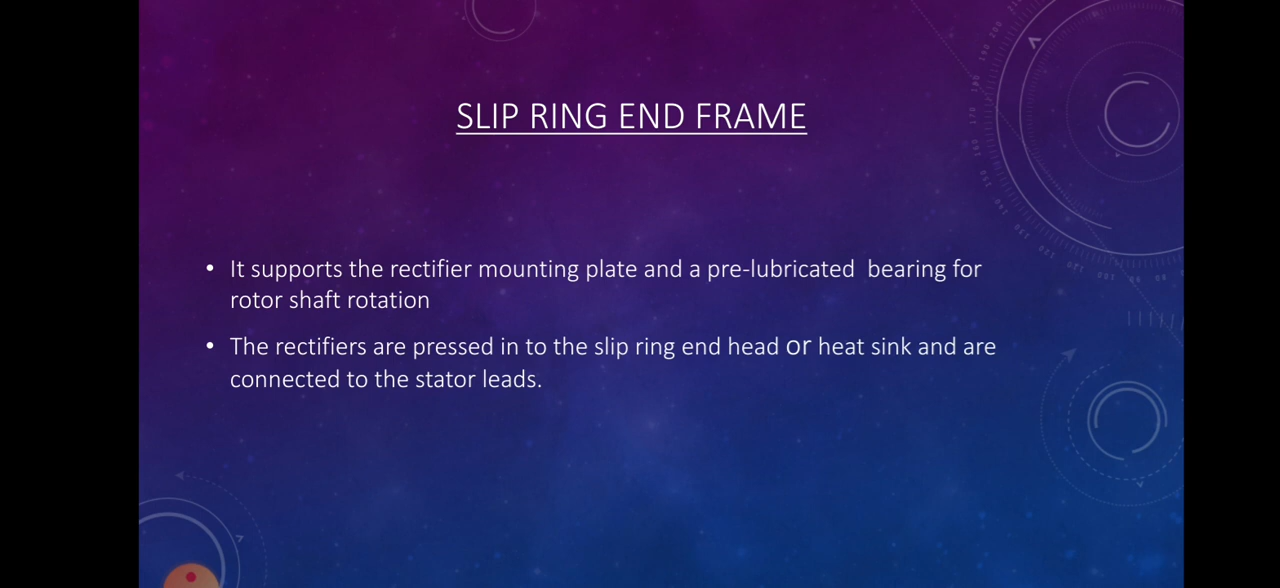 SLIP RING END FRAME
• It supports the rectifier mounting plate and a pre-lubricated  bearing for
rotor shaft rotation
• The rectifiers are pressed in to the slip ring end head or heat sink and are
connected to the stator leads.